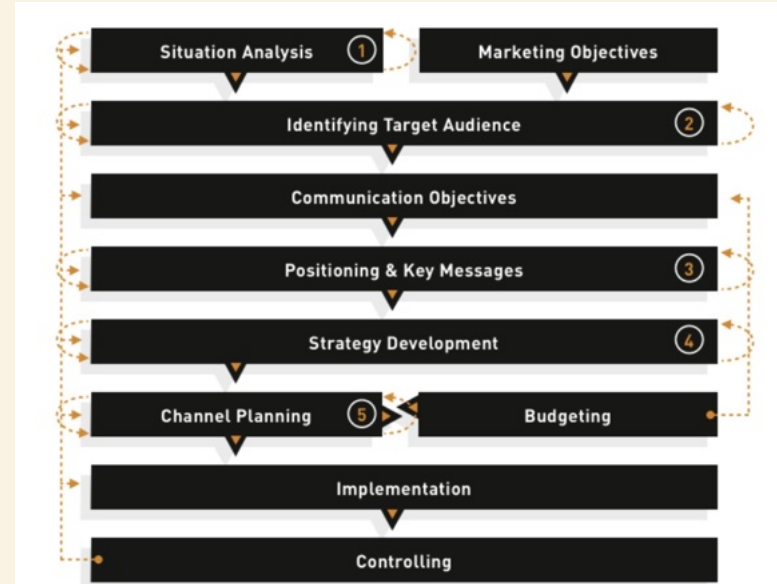 Situation Analysis 1
Marketing Objectives
Identifying Target Audience 2
Communication Objectives
Positioning & Key Messages 3
Strategy Development 4
Channel Planning 5
Budgeting
Implementation
Controlling